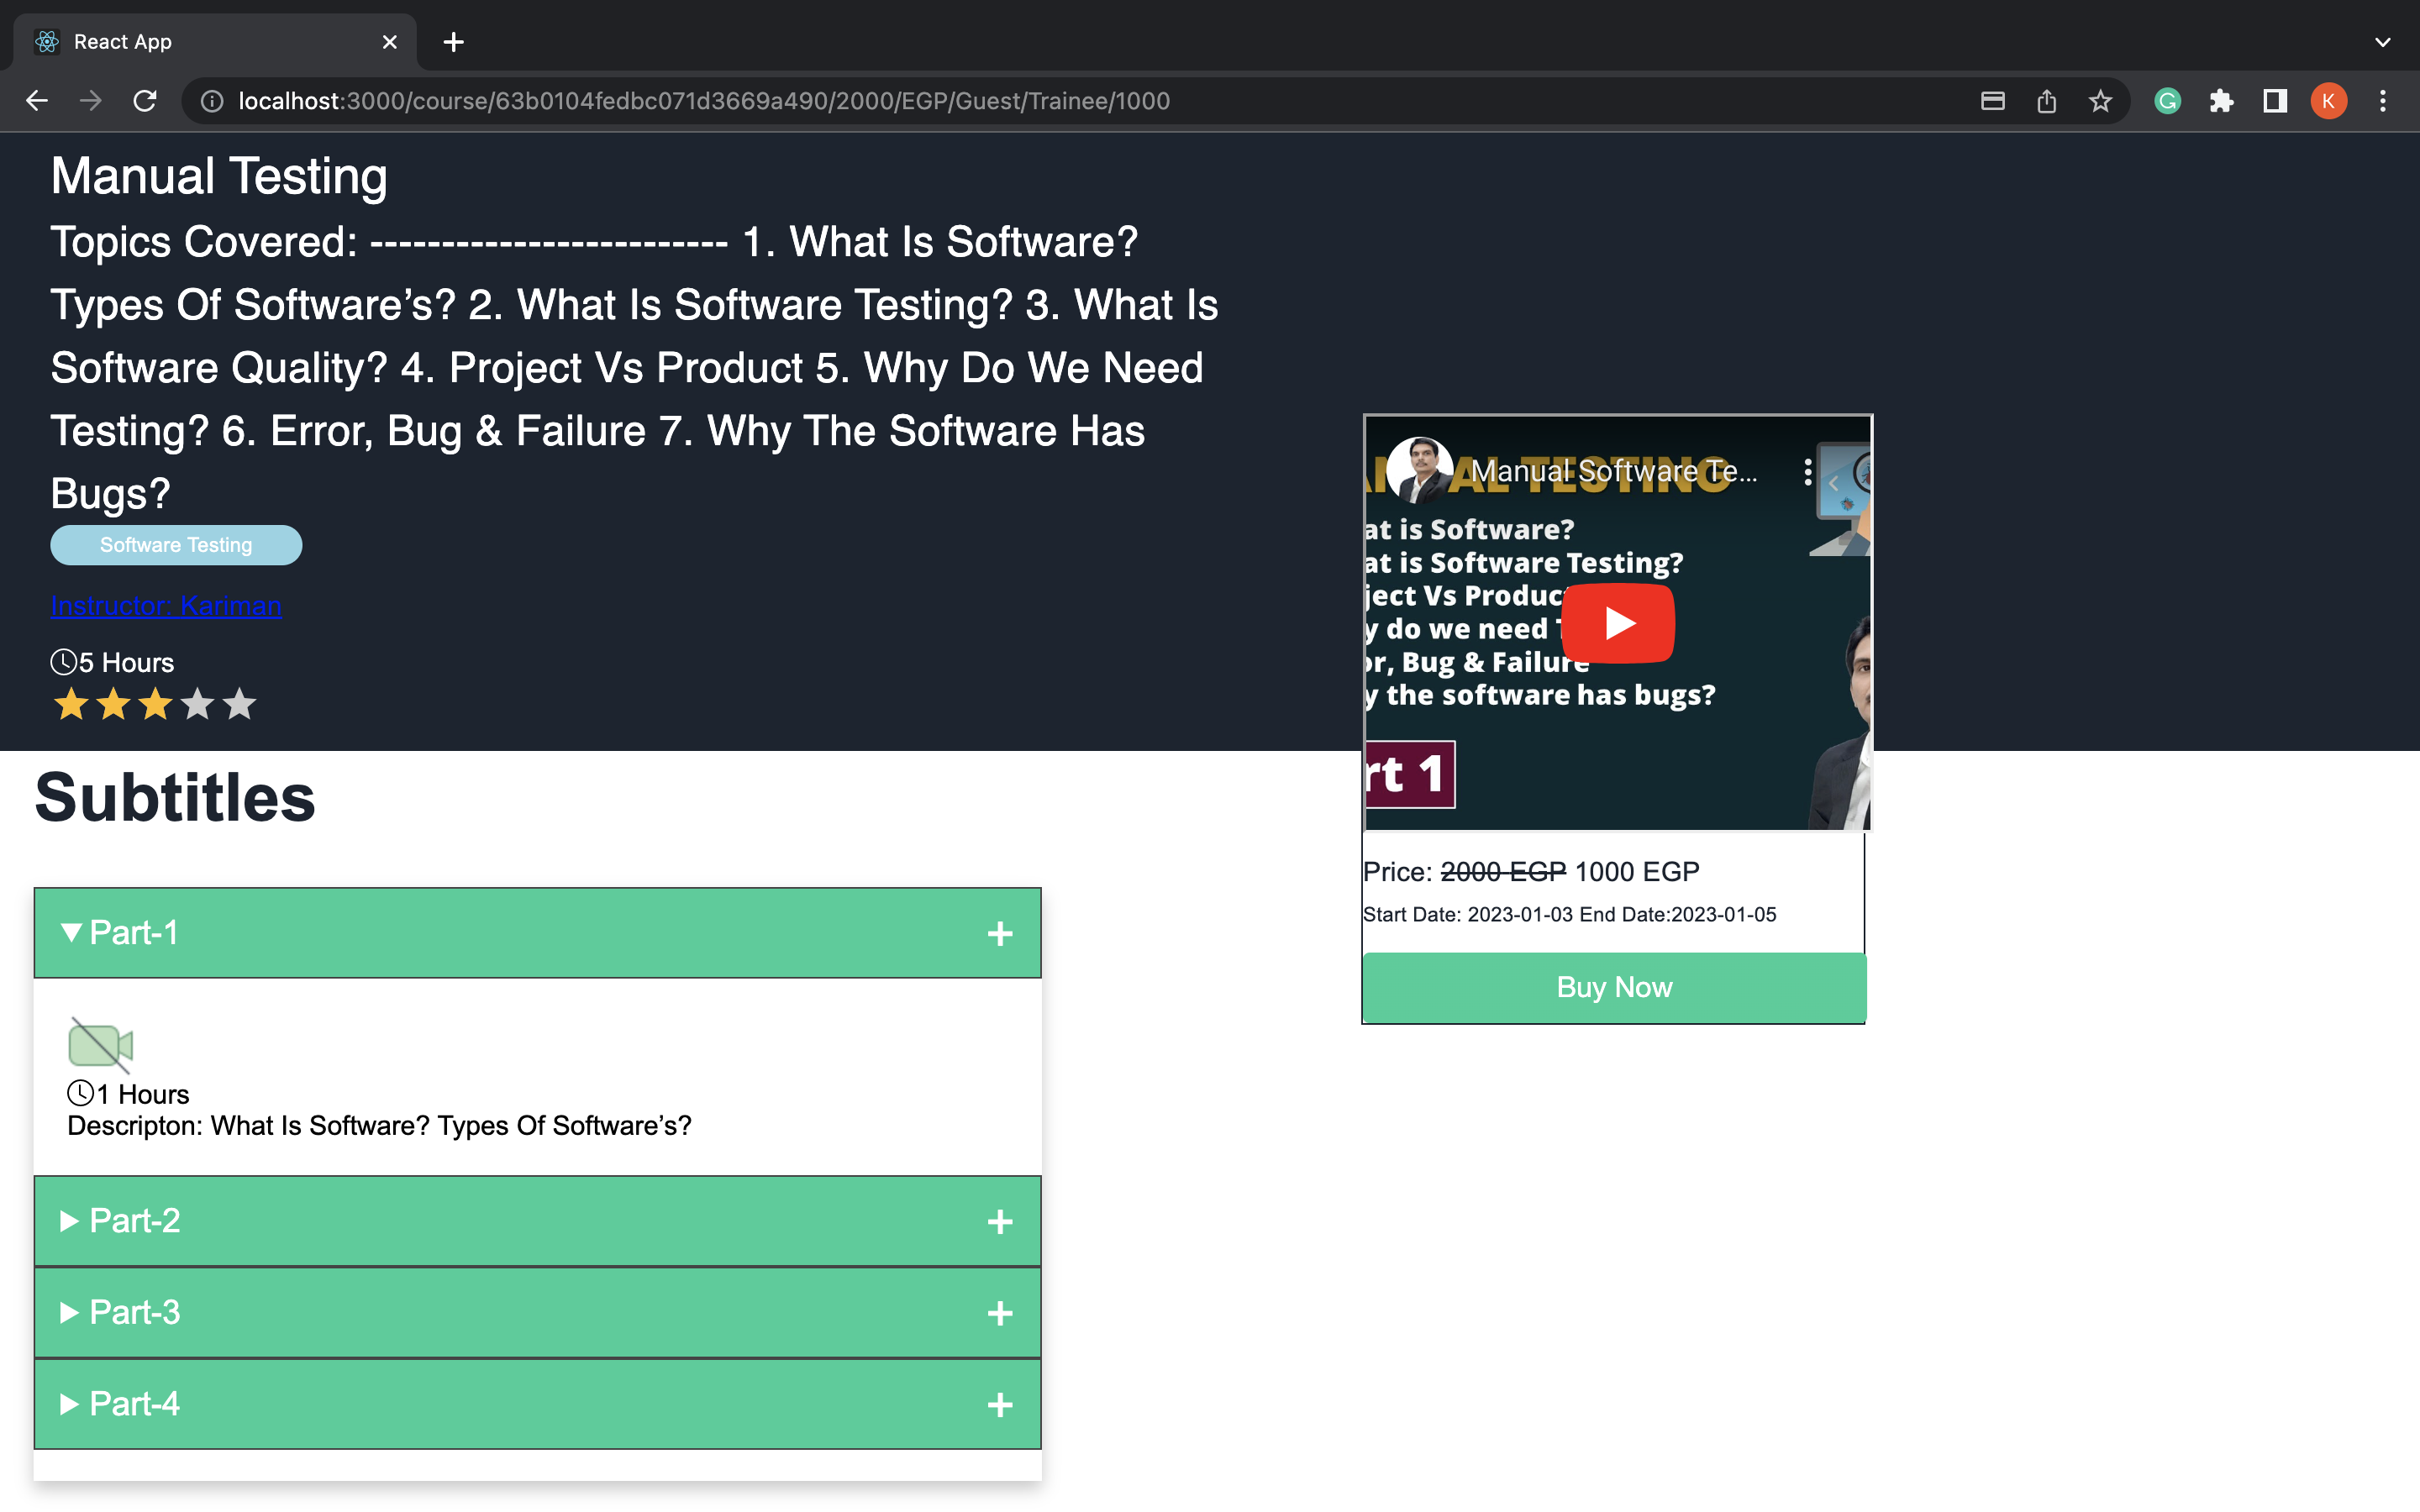 React App
localhost:3000/course/63b0104fedbc071d3669a490/2000/EGP/Guest/Trainee/1000
K
Manual Testing
Topics Covered: ------------------------- 1. What Is Software?
Types Of Software’s? 2. What Is Software Testing? 3. What Is
Software Quality? 4. Project Vs Product 5. Why Do We Need
Testing? 6. Error, Bug & Failure 7. Why The Software Has
Bugs?
Software Testing
Instructor: Kariman
5 Hours
AL TESTING
Manual Software Te...
at is Software?
at is Software Testing?
ject Vs Produc
y do we need
or, Bug & Failure
y the software has bugs?
rt 1
Price: 2000 EGP 1000 EGP
Start Date: 2023-01-03 End Date:2023-01-05
Buy Now
Subtitles
Part-1
1 Hours
Descripton: What Is Software? Types Of Software’s?
Part-2
Part-3
Part-4